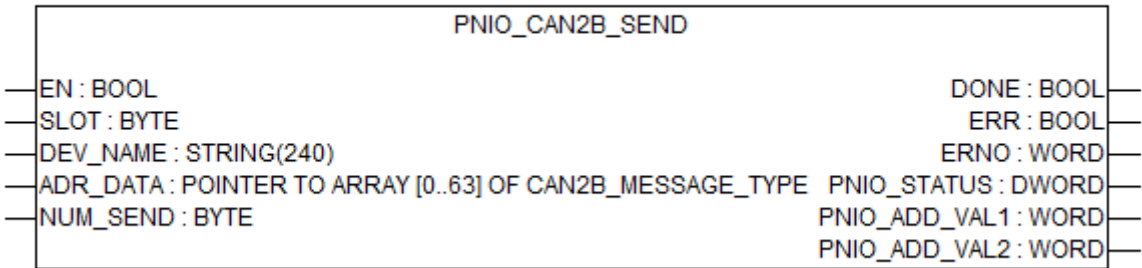 PNIO_CAN2B_SEND
EN : BOOL DONE : BOOL
SLOT : BYTE ERR : BOOL
DEV_NAME : STRING(240) ERNO : WORD
ADR_DATA : POINTER TO ARRAY [0..63] OF CAN2B_MESSAGE_TYPE PNIO_STATUS : DWORD
NUM_SEND : BYTE PNIO_ADD_VAL1 : WORD
PNIO_ADD_VAL2 : WORD